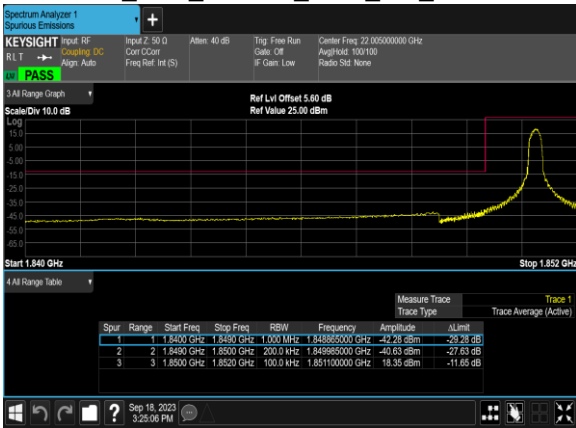 Spectrum Analyzer 1
Spurious Emissions
KEYSIGHT Input: RF Input Z: 50 Ω Atten: 40 dB Trig: Free Run Center Freq: 22.005000000 GHz
RLT Coupling: DC Corr CCorr Gate: Off Avg|Hold: 100/100
Align: Auto Freq Ref: Int (S) IF Gain: Low Radio Std: None
PASS
3 All Range Graph
Ref Lvl Offset 5.60 dB
Scale/Div 10.0 dB Ref Value 25.00 dBm
Log
15.0
5.00
-5.00
-15.0
-25.0
-35.0
-45.0
-55.0
-65.0
Start 1.840 GHz Stop 1.852 GHz
4 All Range Table
Measure Trace Trace 1
Trace Type Trace Average (Active)
Spur Range Start Freq Stop Freq RBW Frequency Amplitude ΔLimit
1 1 1.8400 GHz 1.8490 GHz 1.000 MHz 1.848865000 GHz -42.28 dBm -29.28 dB
2 2 1.8490 GHz 1.8500 GHz 200.0 kHz 1.849985000 GHz -40.63 dBm -27.63 dB
3 3 1.8500 GHz 1.8520 GHz 100.0 kHz 1.851100000 GHz 18.35 dBm -11.65 dB
? Sep 18, 2023
3:25:06 PM